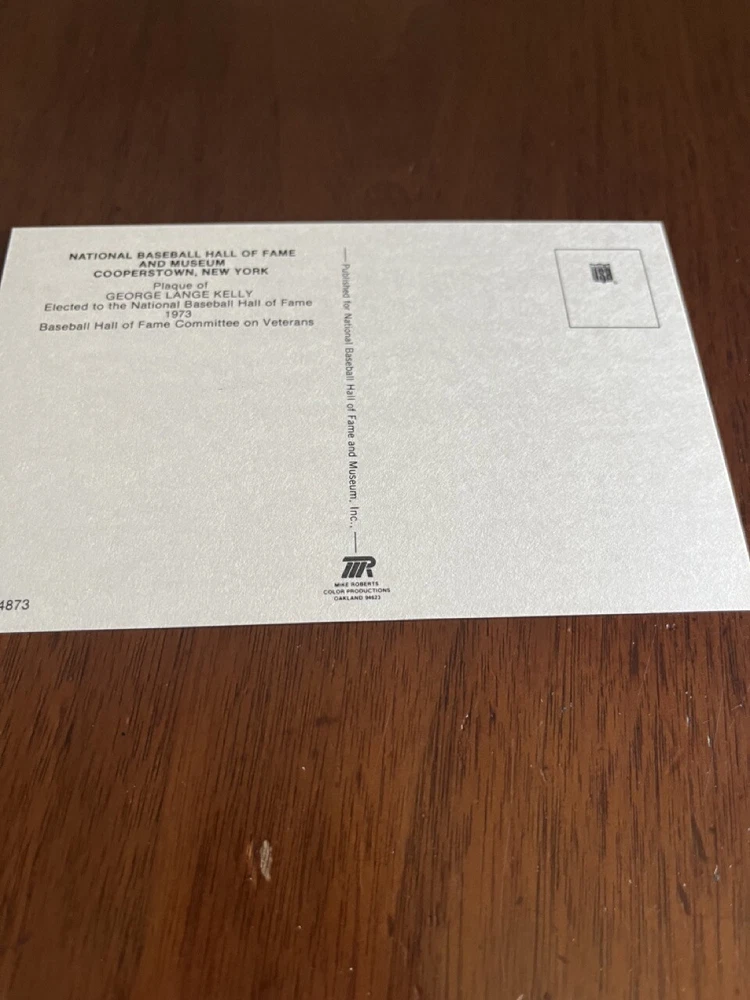 NATIONAL BASEBALL HALL OF FAME
AND MUSEUM
COOPERSTOWN, NEW YORK
Plaque of
GEORGE LANGE KELLY
Elected to the National Baseball Hall of Fame
1973
Baseball Hall of Fame Committee on Veterans
Published for National Baseball Hall of Fame and Museum, Inc.,
MIKE ROBERTS
COLOR PRODUCTIONS
OAKLAND 94623
4873
USA